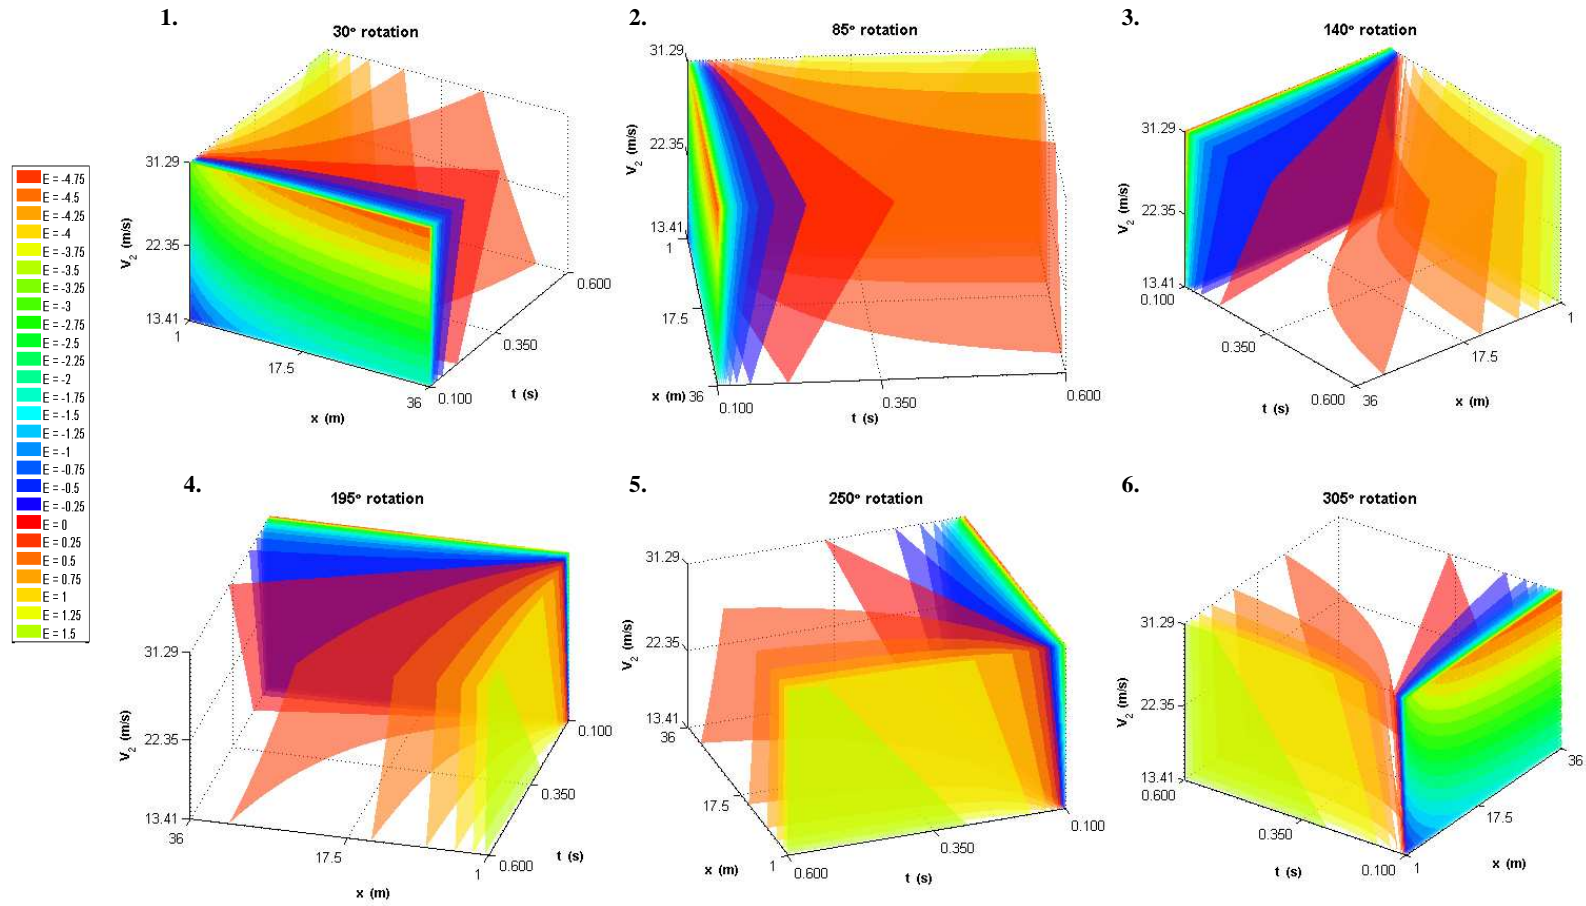 E = -4.75
E = -4.5
E = -4.25
E = -4
E = -3.75
E = -3.5
E = -3.25
E = -3
E = -2.75
E = -2.5
E = -2.25
E = -2
E = -1.75
E = -1.5
E = -1.25
E = -1
E = -0.75
E = -0.5
E = -0.25
E = 0
E = 0.25
E = 0.5
E = 0.75
E = 1
E = 1.25
E = 1.5
1.
30° rotation
31.29
22.35
13.41
V2 (m/s)
1
17.5
36
x (m)
0.100
0.350
0.600
t (s)
2.
85° rotation
31.29
22.35
13.41
V2 (m/s)
1
17.5
x (m) 36
0.100
0.350
0.600
t (s)
3.
140° rotation
31.29
22.35
13.41
V2 (m/s)
0.100
0.350
0.600
t (s)
36
17.5
1
x (m)
4.
195° rotation
31.29
22.35
13.41
V2 (m/s)
36
17.5
1
x (m)
0.600
0.350
0.100
t (s)
5.
250° rotation
31.29
22.35
13.41
V2 (m/s)
36
17.5
1
x (m)
0.600
0.350
0.100
t (s)
6.
305° rotation
31.29
22.35
13.41
V2 (m/s)
0.600
0.350
0.100
t (s)
1
17.5
36
x (m)